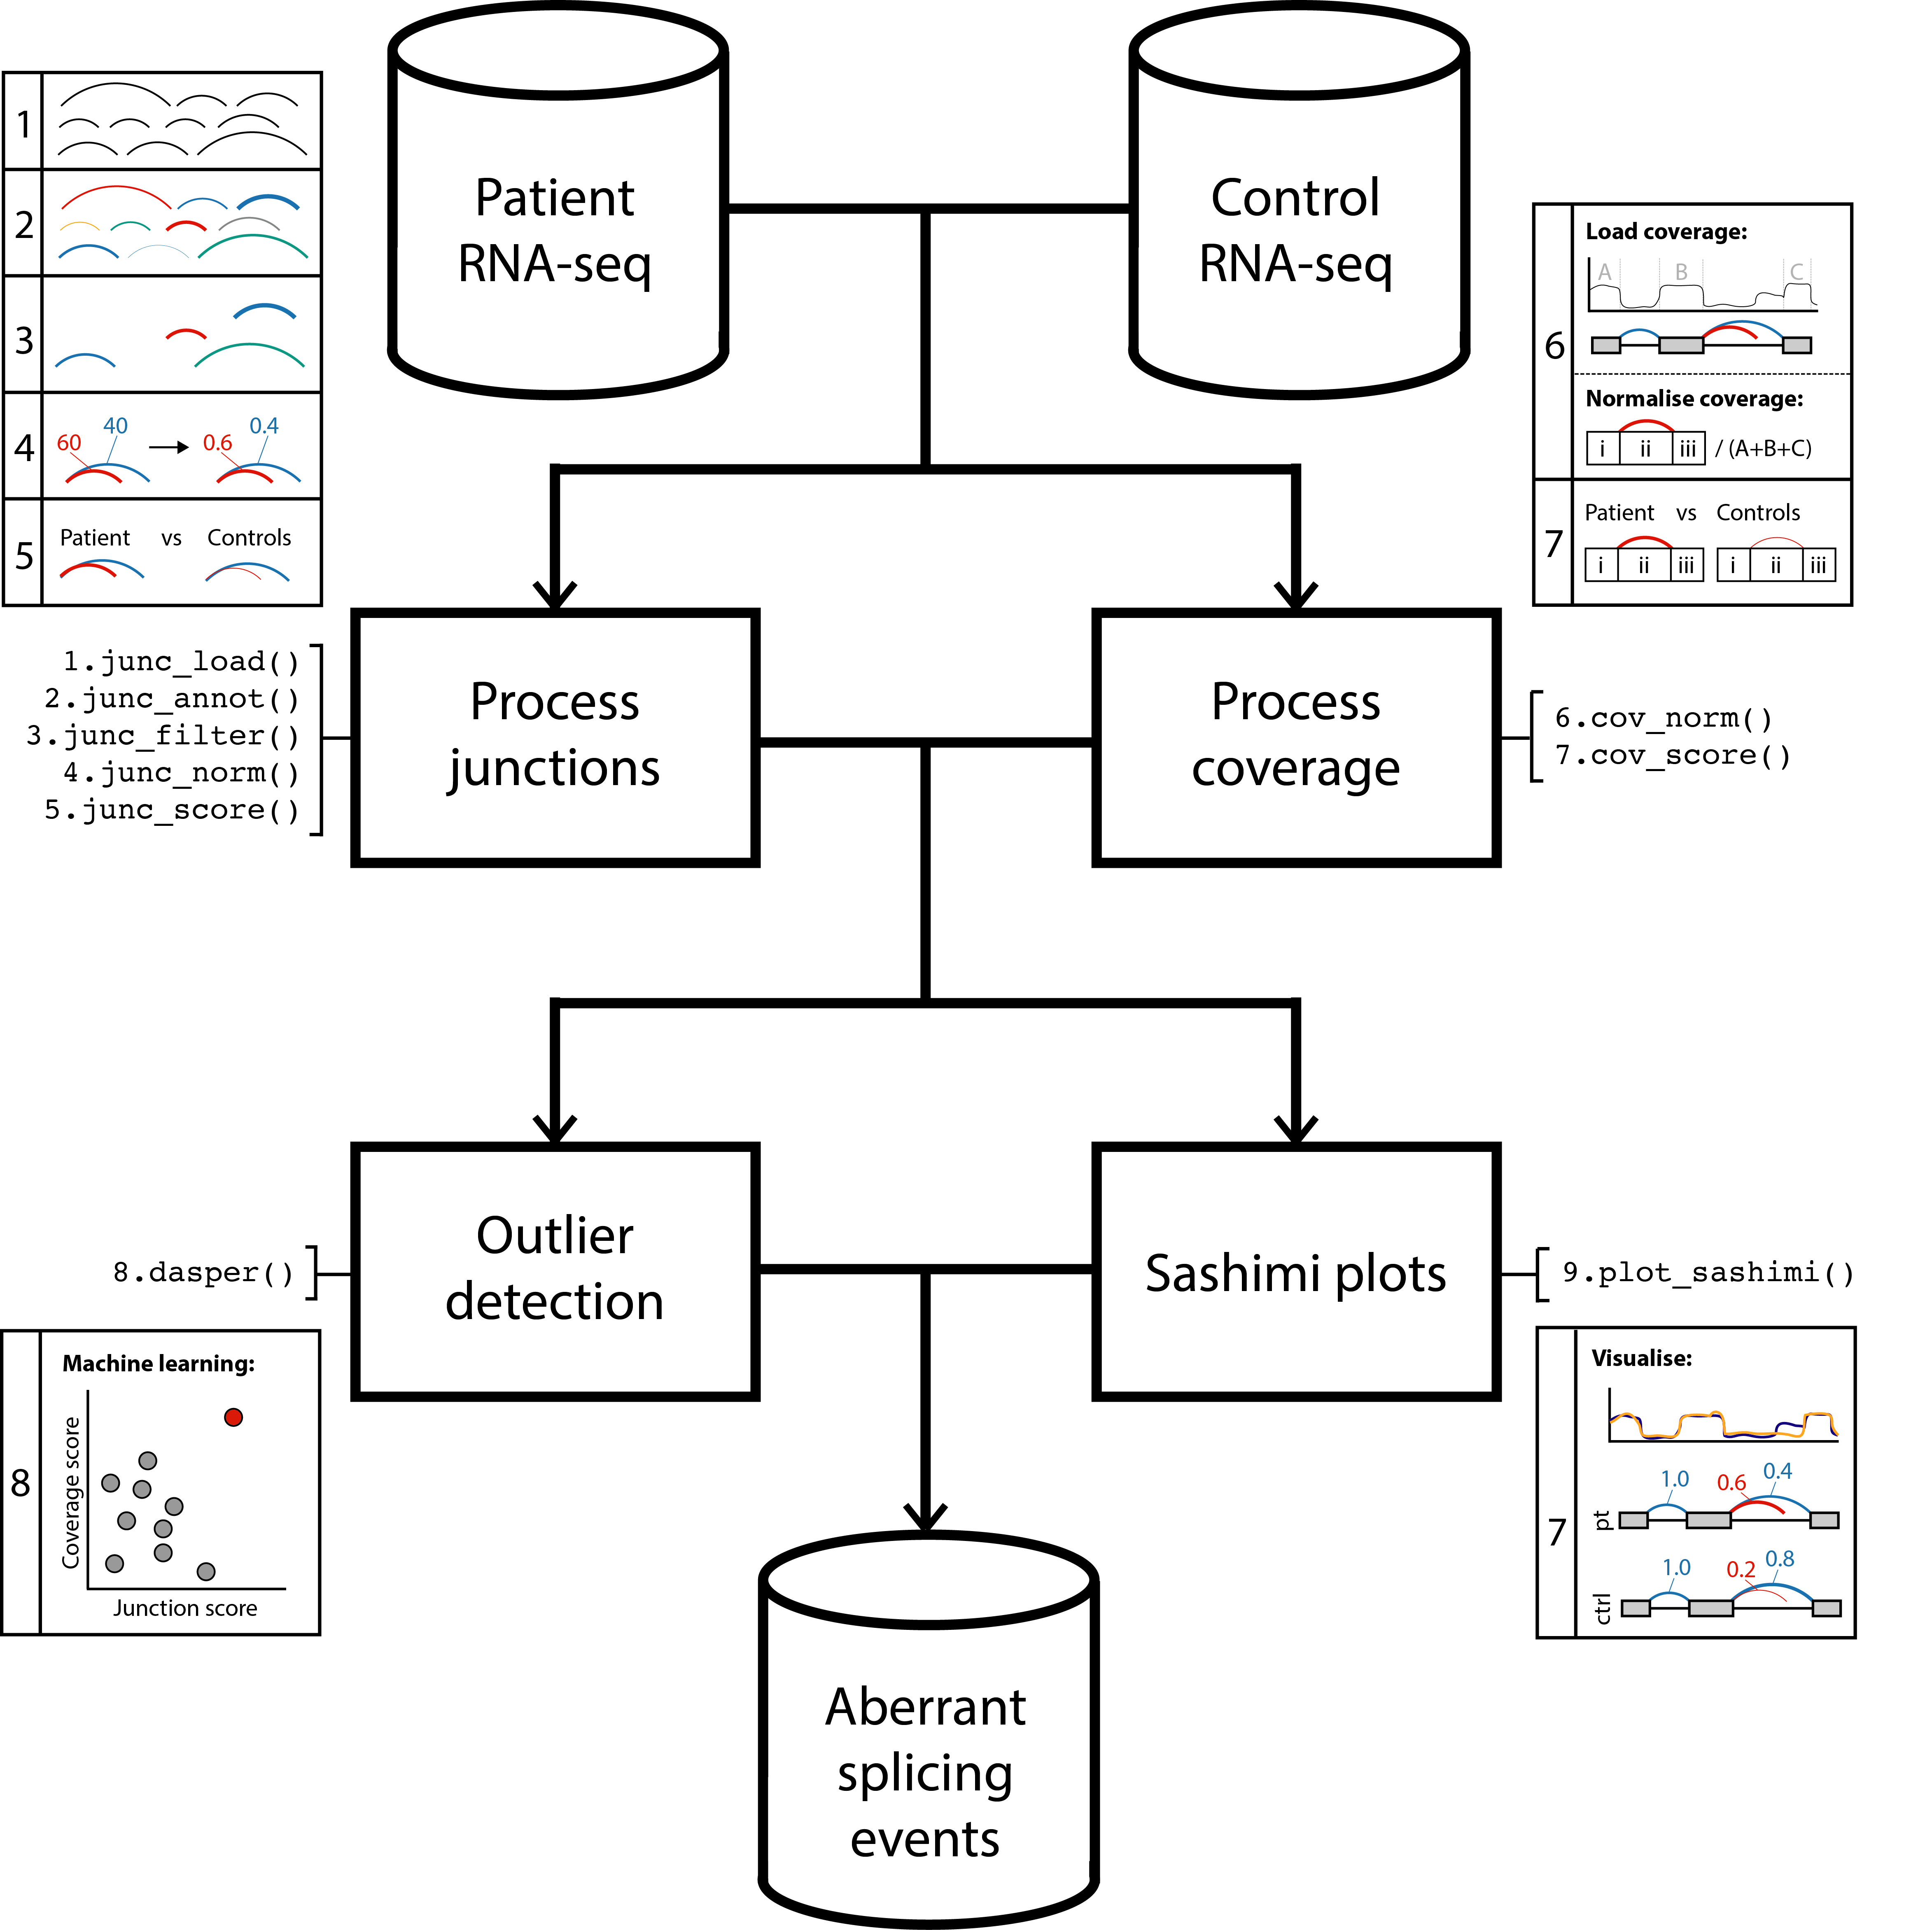 Patient
RNA-seq
Control
RNA-seq
1
2
3
4
60
40
0.6
0.4
5
Patient vs Controls
6
Load coverage:
A B C
Normalise coverage:
i ii iii / (A+B+C)
7
Patient vs Controls
i ii iii i ii iii
1.junc_load()
2.junc_annot()
3.junc_filter()
4.junc_norm()
5.junc_score()
Process
junctions
Process
coverage
6.cov_norm()
7.cov_score()
8.dasper()
Outlier
detection
Sashimi plots
9.plot_sashimi()
8
Machine learning:
Coverage score
Junction score
7
Visualise:
pt
1.0 0.6 0.4
ctrl
1.0 0.2 0.8
Aberrant
splicing
events